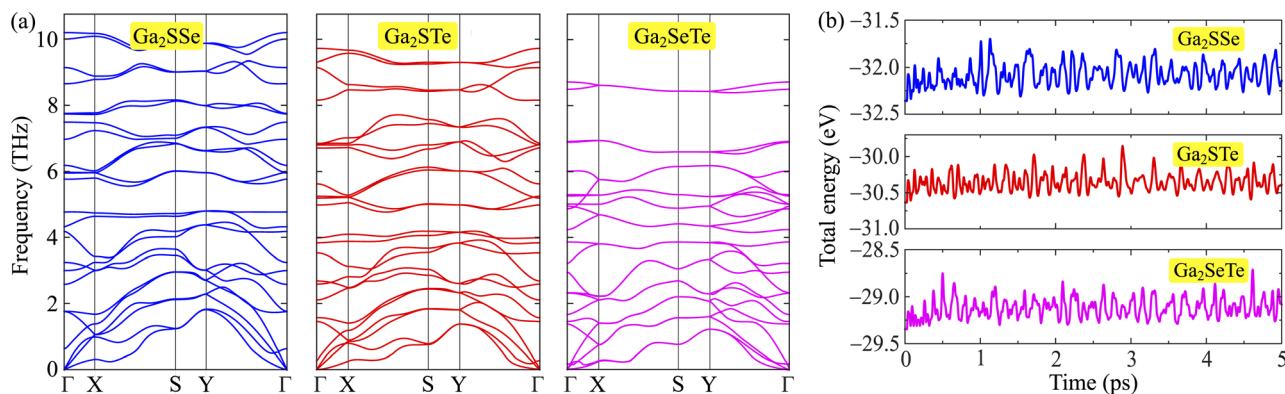 (a)
Ga₂SSe
Ga₂STe
Ga₂SeTe
Frequency (THz)
10
8
6
4
2
0
Γ X S Y Γ
Γ X S Y Γ
Γ X S Y Γ
(b)
Total energy (eV)
−31.5
−32.0
−32.5
Ga₂SSe
−30.0
−30.5
−31.0
Ga₂STe
−28.5
−29.0
−29.5
Ga₂SeTe
0 1 2 3 4 5
Time (ps)